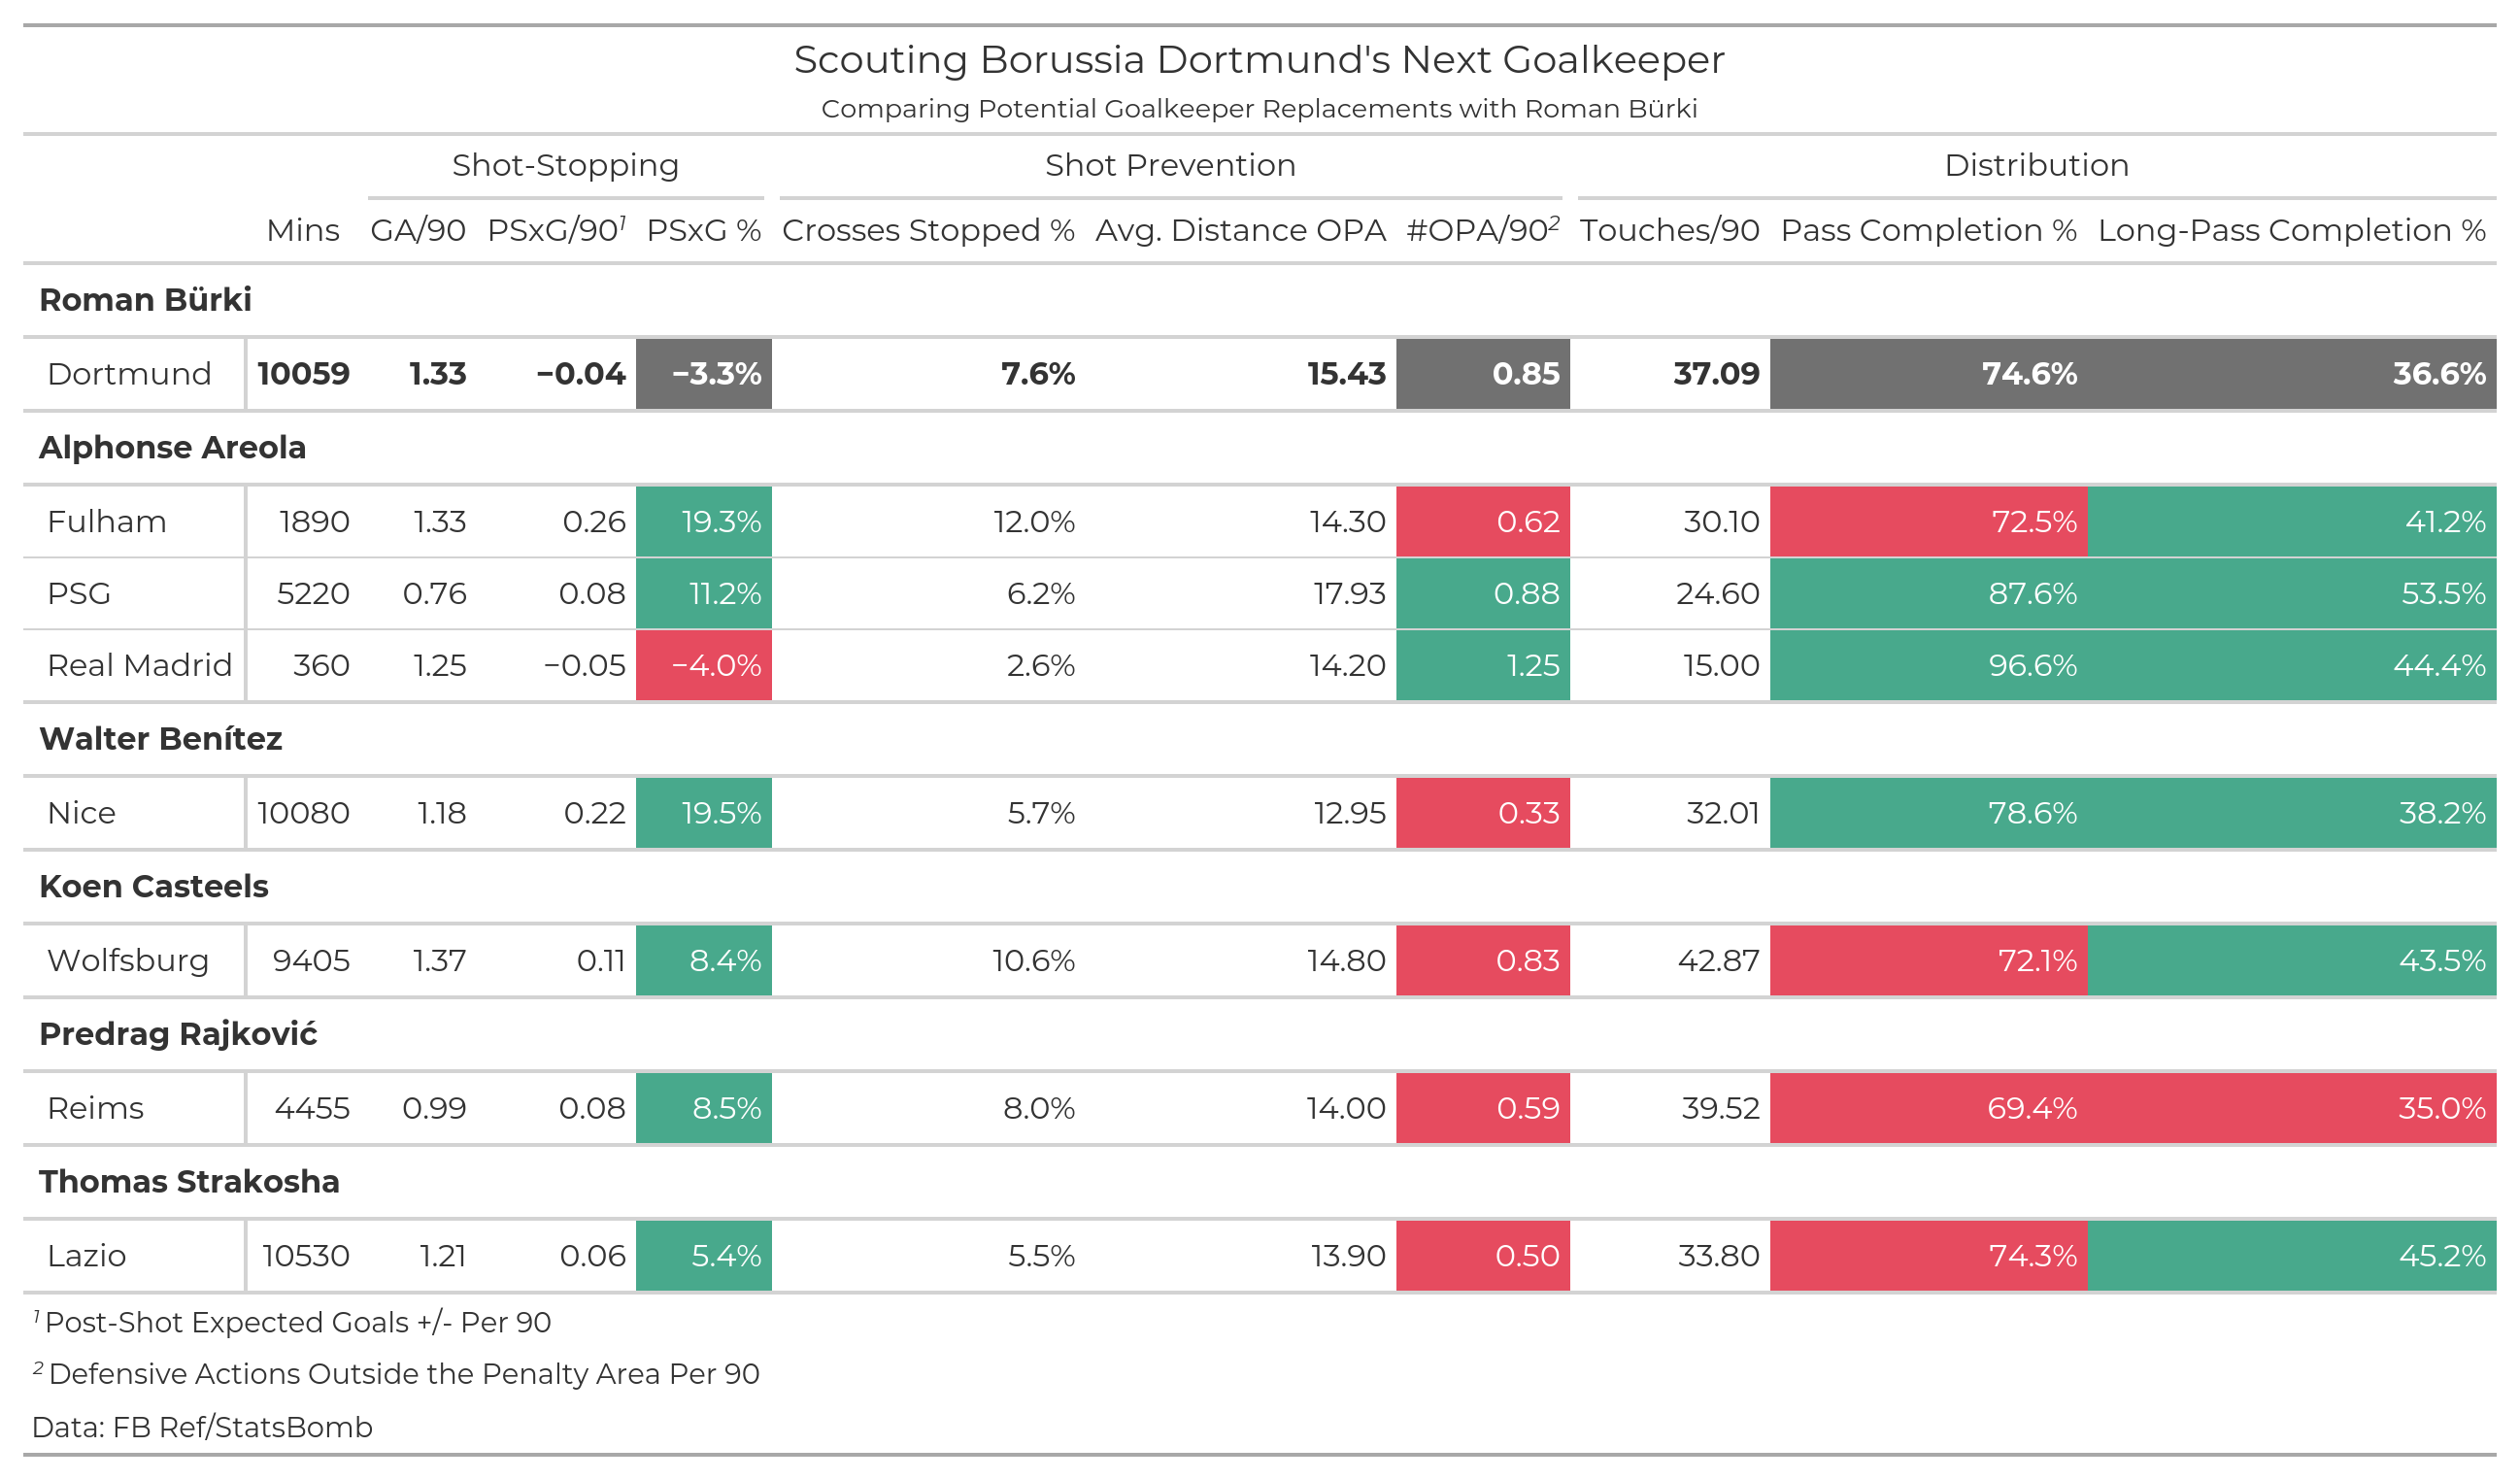 Scouting Borussia Dortmund's Next Goalkeeper
Comparing Potential Goalkeeper Replacements with Roman Bürki
Shot-Stopping Shot Prevention Distribution
Mins GA/90 PSxG/90¹ PSxG % Crosses Stopped % Avg. Distance OPA #OPA/90² Touches/90 Pass Completion % Long-Pass Completion %
Roman Bürki
Dortmund 10059 1.33 −0.04 −3.3% 7.6% 15.43 0.85 37.09 74.6% 36.6%
Alphonse Areola
Fulham 1890 1.33 0.26 19.3% 12.0% 14.30 0.62 30.10 72.5% 41.2%
PSG 5220 0.76 0.08 11.2% 6.2% 17.93 0.88 24.60 87.6% 53.5%
Real Madrid 360 1.25 −0.05 −4.0% 2.6% 14.20 1.25 15.00 96.6% 44.4%
Walter Benítez
Nice 10080 1.18 0.22 19.5% 5.7% 12.95 0.33 32.01 78.6% 38.2%
Koen Casteels
Wolfsburg 9405 1.37 0.11 8.4% 10.6% 14.80 0.83 42.87 72.1% 43.5%
Predrag Rajković
Reims 4455 0.99 0.08 8.5% 8.0% 14.00 0.59 39.52 69.4% 35.0%
Thomas Strakosha
Lazio 10530 1.21 0.06 5.4% 5.5% 13.90 0.50 33.80 74.3% 45.2%
¹ Post-Shot Expected Goals +/- Per 90
² Defensive Actions Outside the Penalty Area Per 90
Data: FB Ref/StatsBomb